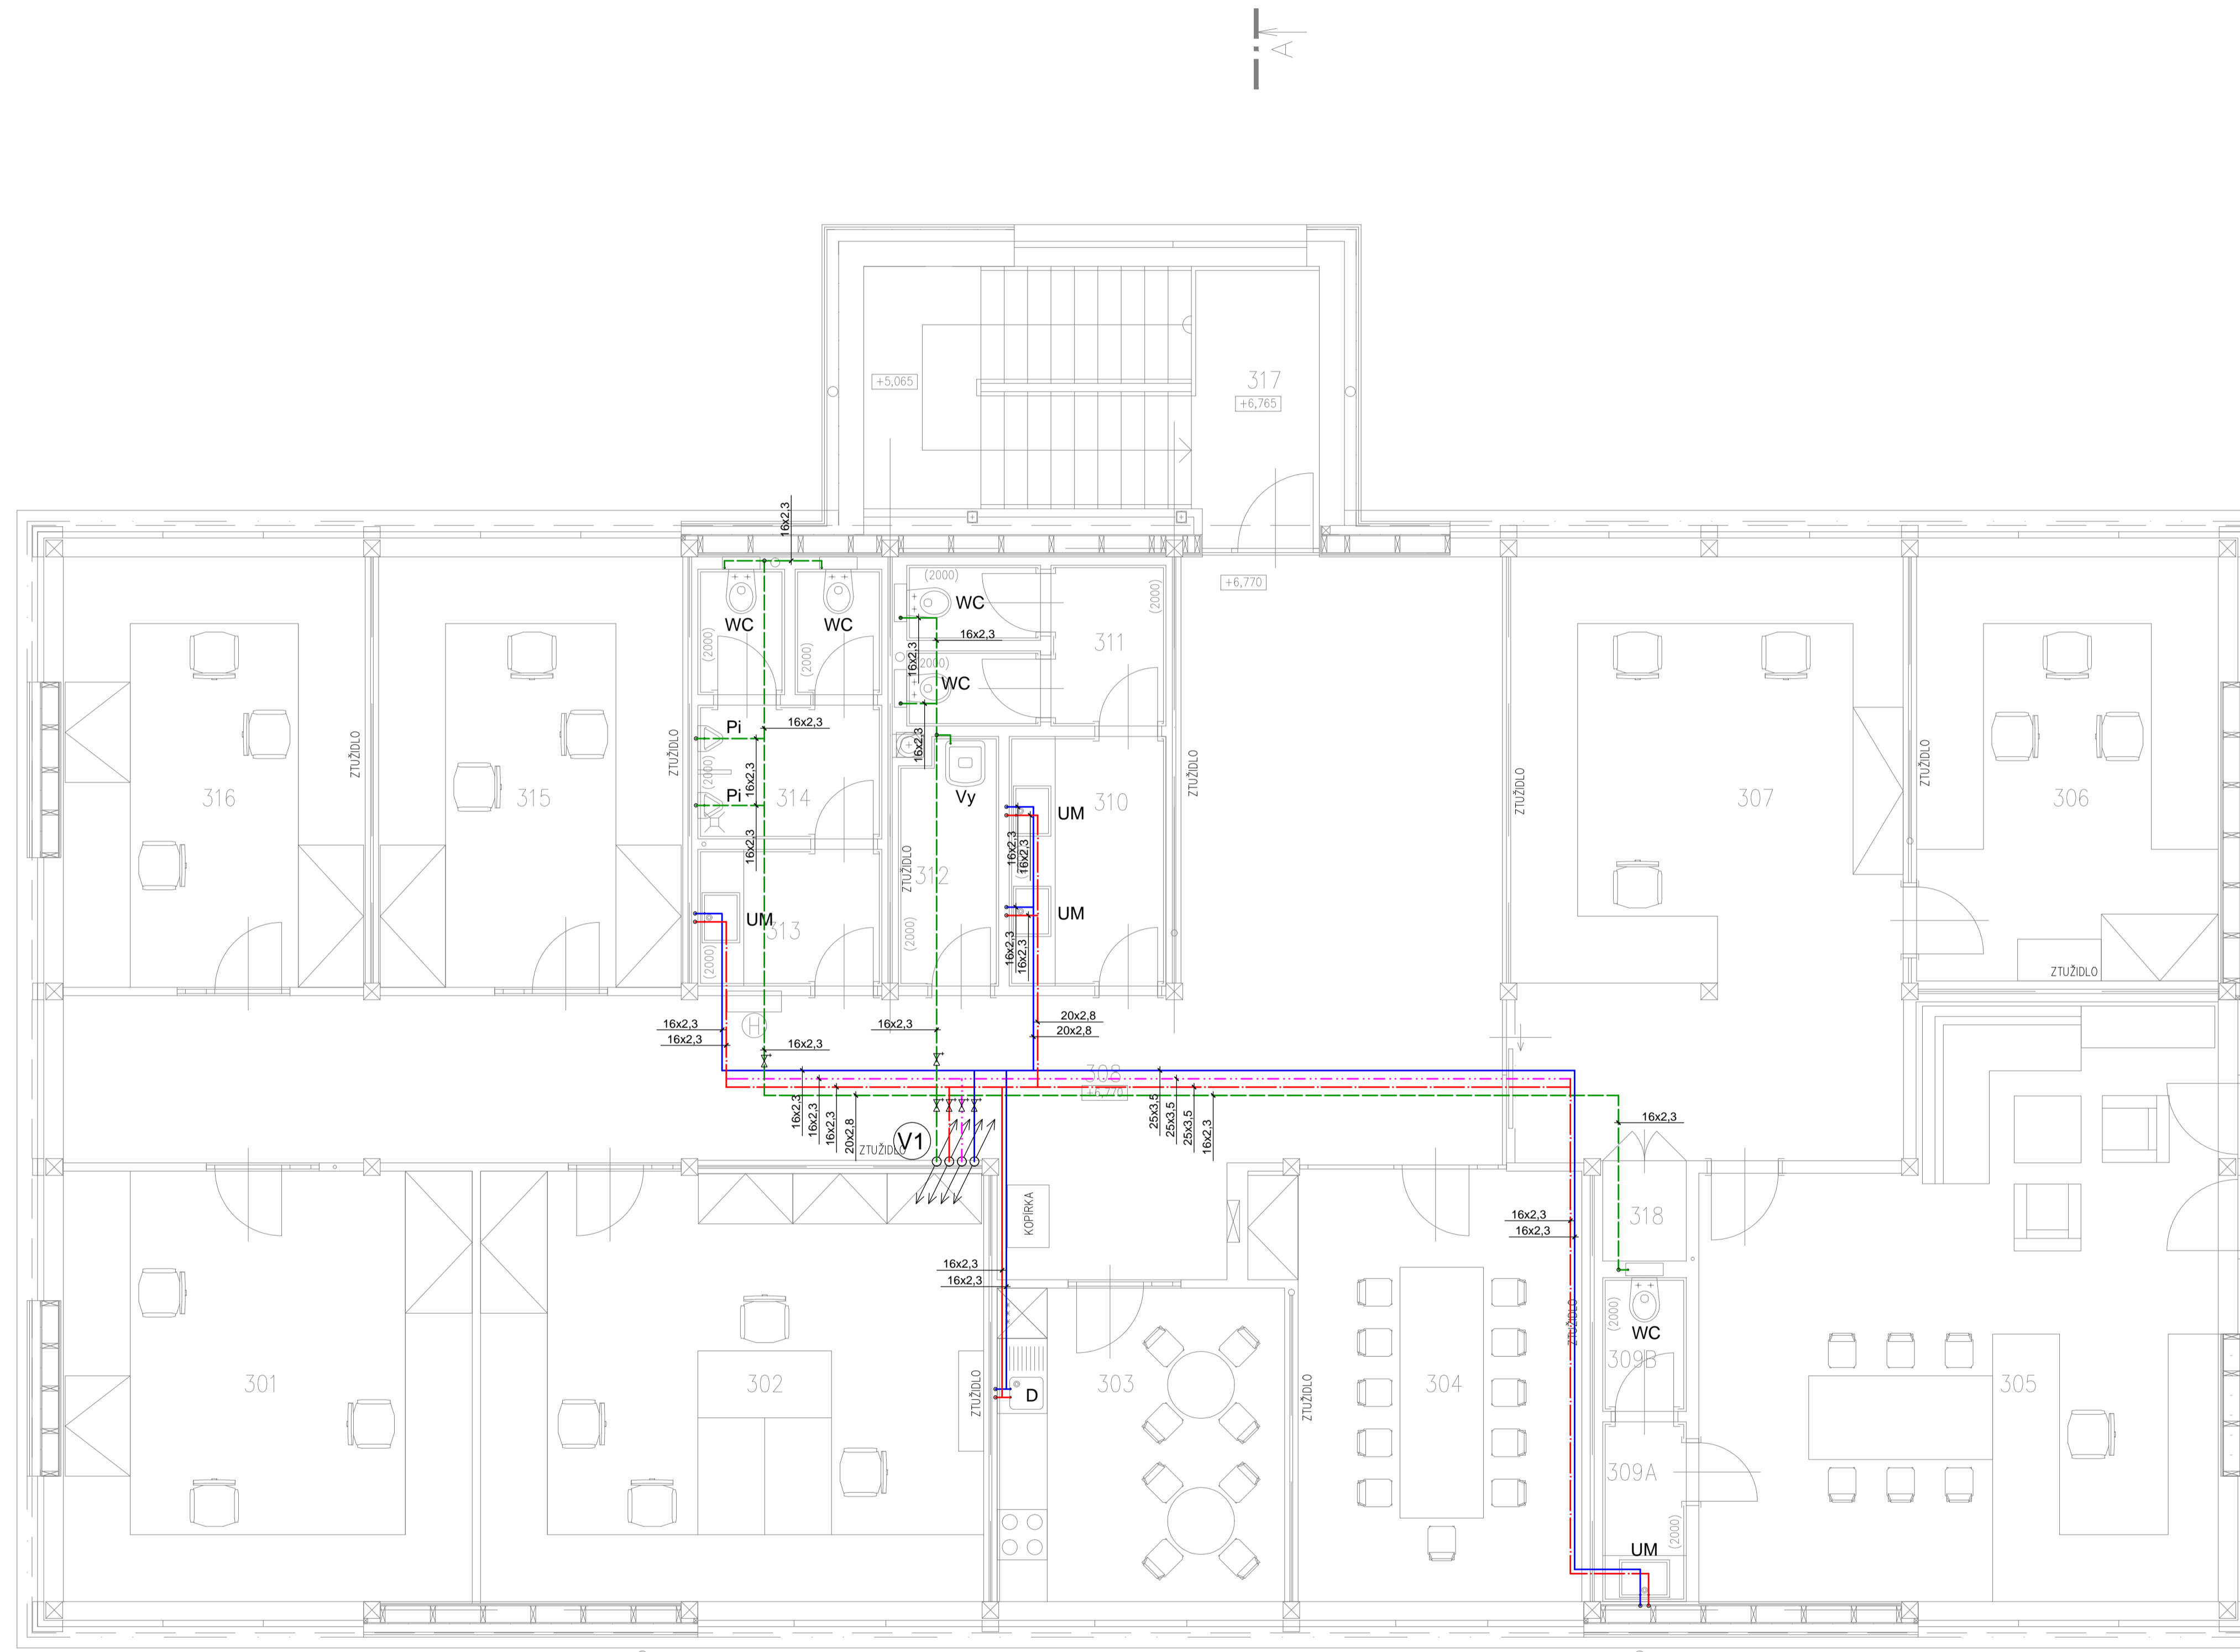 A
+5,065
317
+6,765
16x2,3
+6,770
(2000)
WC
(2000)
WC
WC
16x2,3
311
16x2,3
(2000)
(2000)
(2000)
WC
ZTUŽIDLO
ZTUŽIDLO
Pi
16x2,3
16x2,3
ZTUŽIDLO
ZTUŽIDLO
ZTUŽIDLO
316
315
(2000)
16x2,3
Pi
314
Vy
310
307
306
UM
16x2,3
16x2,3
16x2,3
ZTUŽIDLO
312
UM
313
UM
(2000)
(2000)
16x2,3
16x2,3
ZTUŽIDLO
H
16x2,3
16x2,3
16x2,3
16x2,3
20x2,8
20x2,8
308
+6,770
16x2,3
16x2,3
16x2,3
20x2,8
25x3,5
25x3,5
25x3,5
16x2,3
16x2,3
V1
ZTUŽIDLO
KOPÍRKA
16x2,3
16x2,3
318
16x2,3
16x2,3
(2000)
ZTUŽIDLO
WC
309B
301
302
ZTUŽIDLO
D
303
ZTUŽIDLO
304
305
309A
(2000)
UM